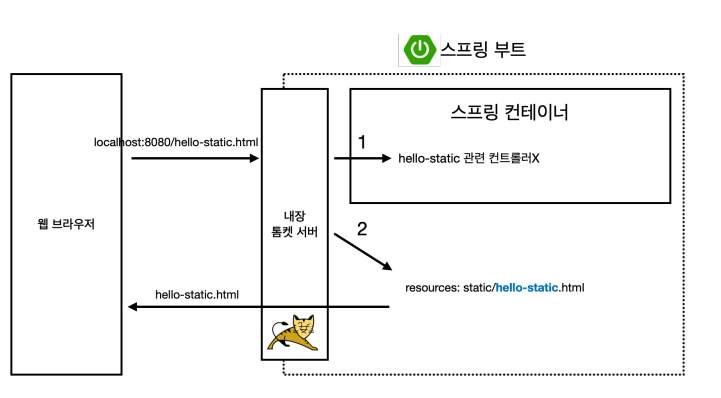 스프링 부트
스프링 컨테이너
localhost:8080/hello-static.html
1
hello-static 관련 컨트롤러X
웹 브라우저
내장
톰켓 서버
2
resources: static/hello-static.html
hello-static.html